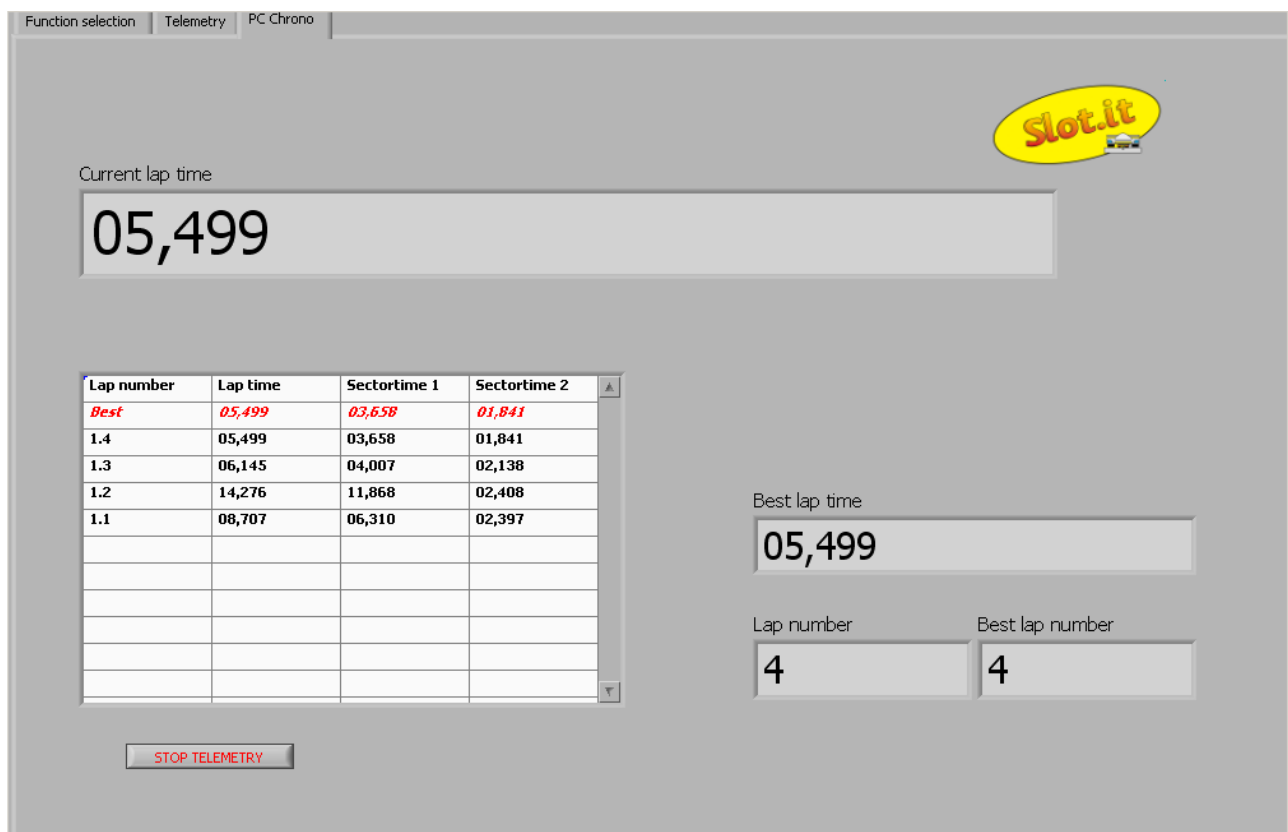 Function selection Telemetry PC Chrono
Slot.it
Current lap time
05,499
Lap number Lap time Sectortime 1 Sectortime 2
Best 05,499 03,658 01,841
1.4 05,499 03,658 01,841
1.3 06,145 04,007 02,138
1.2 14,276 11,868 02,408
1.1 08,707 06,310 02,397
Best lap time
05,499
Lap number Best lap number
4 4
STOP TELEMETRY